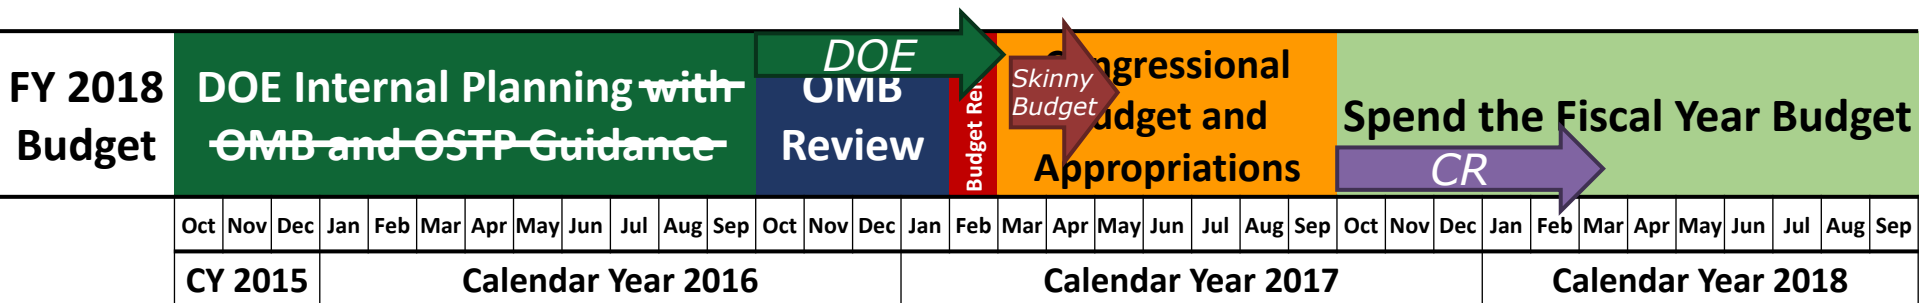 FY 2018
Budget
DOE Internal Planning with
OMB and OSTP Guidance
DOE
OMB
Review
Budget
Skinny
Budget
and
Appropriations
Spend the Fiscal Year Budget
CR
Oct Nov Dec Jan Feb Mar Apr May Jun Jul Aug Sep Oct Nov Dec Jan Feb Mar Apr May Jun Jul Aug Sep Oct Nov Dec Jan Feb Mar Apr May Jun Jul Aug Sep
CY 2015 Calendar Year 2016 Calendar Year 2017 Calendar Year 2018